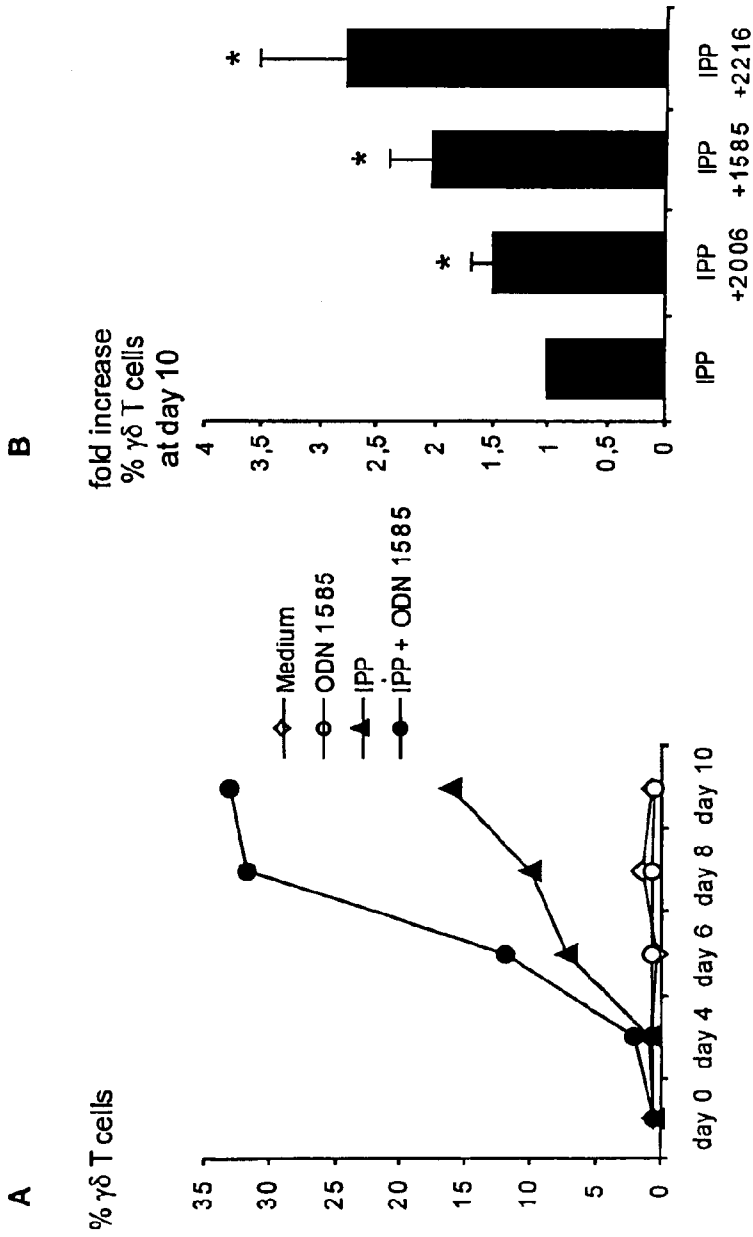 A
% γδ T cells
35
30
25
20
15
10
5
0
day 0
day 4
day 6
day 8
day 10
Medium
ODN 1585
IPP
IPP + ODN 1585
B
fold increase
% γδ T cells
at day 10
4
3,5
3
2,5
2
1,5
1
0,5
0
*
*
*
IPP
IPP
+2006
IPP
+1585
IPP
+2216